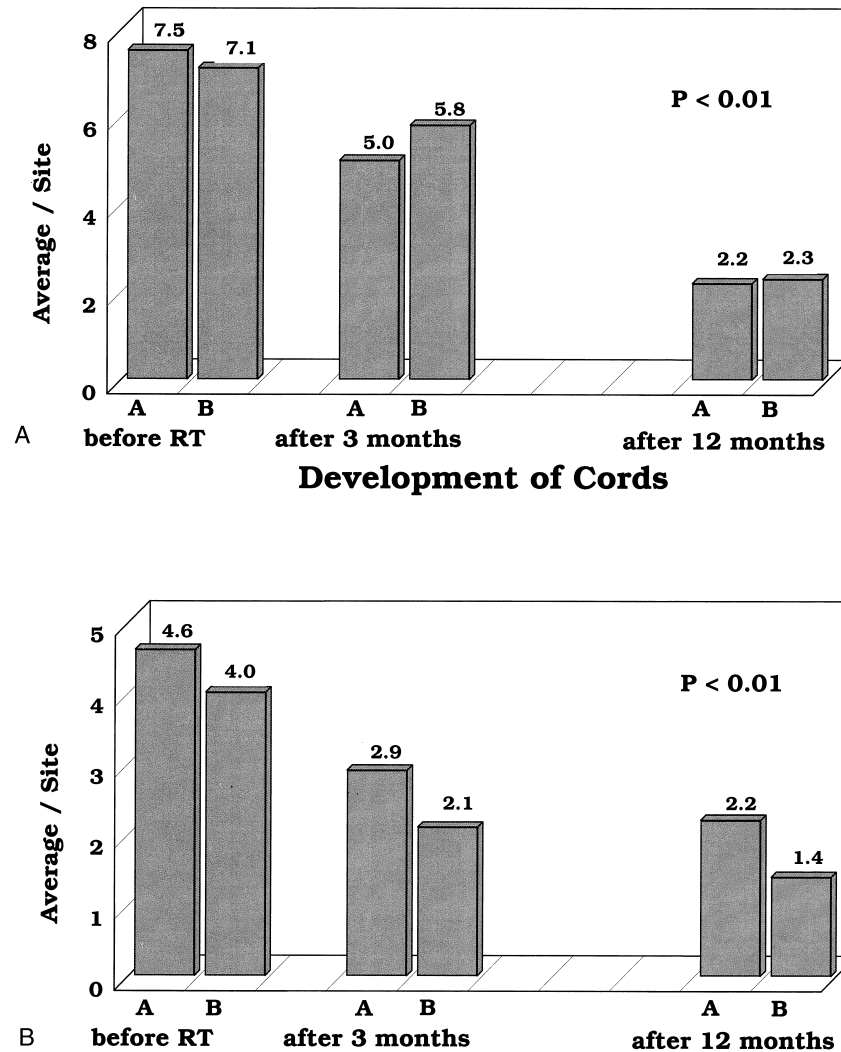 7.5
7.1
5.0
5.8
2.2
2.3
P < 0.01
8
6
4
2
0
Average / Site
A B A B A B
A before RT after 3 months after 12 months
Development of Cords
4.6
4.0
2.9
2.1
2.2
1.4
P < 0.01
5
4
3
2
1
0
Average / Site
A B A B A B
B before RT after 3 months after 12 months